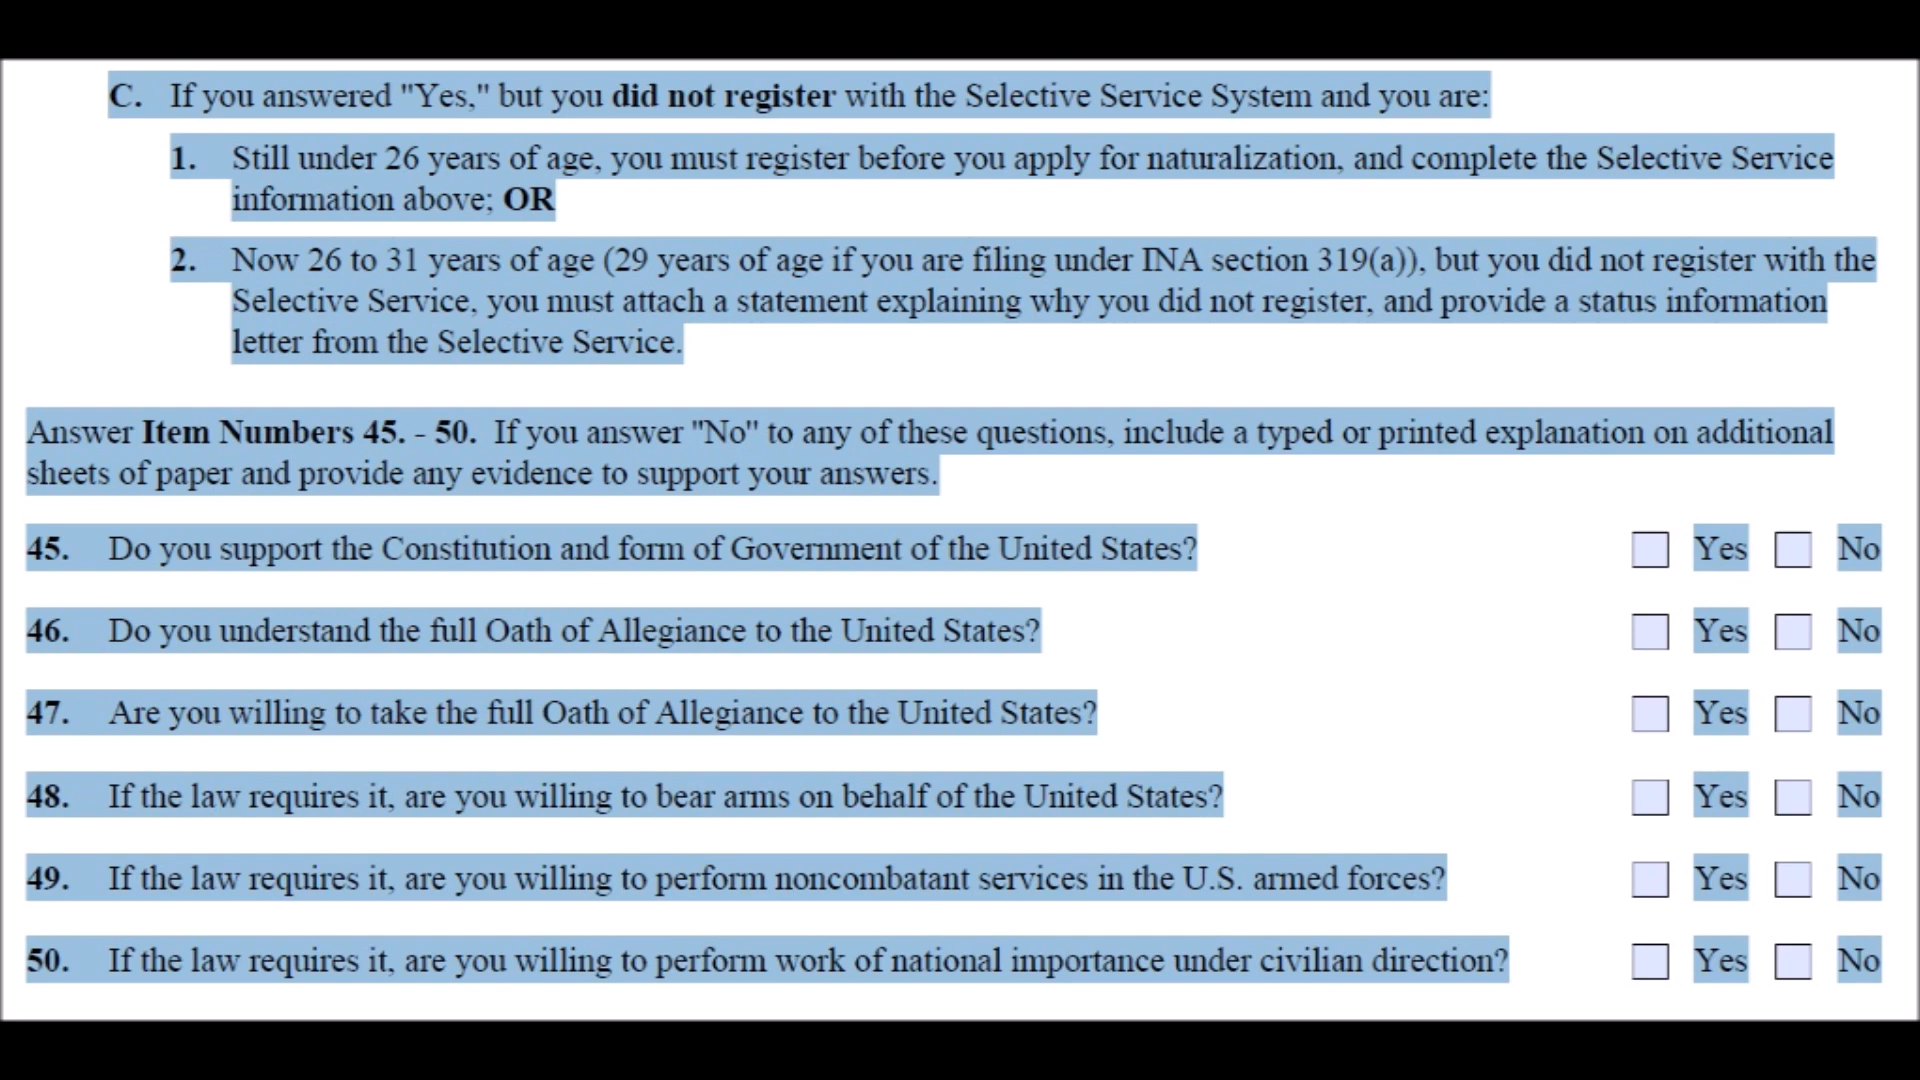 C. If you answered "Yes," but you did not register with the Selective Service System and you are:
1. Still under 26 years of age, you must register before you apply for naturalization, and complete the Selective Service
information above; OR
2. Now 26 to 31 years of age (29 years of age if you are filing under INA section 319(a)), but you did not register with the
Selective Service, you must attach a statement explaining why you did not register, and provide a status information
letter from the Selective Service.
Answer Item Numbers 45. - 50. If you answer "No" to any of these questions, include a typed or printed explanation on additional
sheets of paper and provide any evidence to support your answers.
45. Do you support the Constitution and form of Government of the United States? Yes No
46. Do you understand the full Oath of Allegiance to the United States? Yes No
47. Are you willing to take the full Oath of Allegiance to the United States? Yes No
48. If the law requires it, are you willing to bear arms on behalf of the United States? Yes No
49. If the law requires it, are you willing to perform noncombatant services in the U.S. armed forces? Yes No
50. If the law requires it, are you willing to perform work of national importance under civilian direction? Yes No